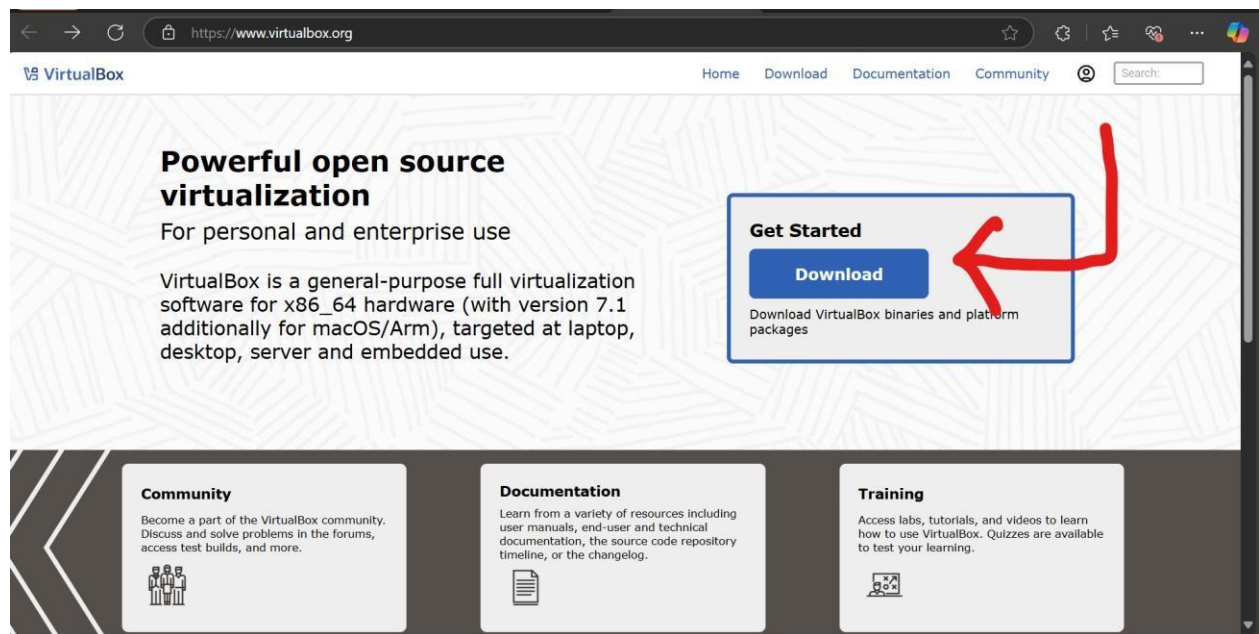 https://www.virtualbox.org
VirtualBox
Home Download Documentation Community Search:
Powerful open source
virtualization
For personal and enterprise use
VirtualBox is a general-purpose full virtualization
software for x86_64 hardware (with version 7.1
additionally for macOS/Arm), targeted at laptop,
desktop, server and embedded use.
Get Started
Download
Download VirtualBox binaries and platform
packages
Community
Become a part of the VirtualBox community.
Discuss and solve problems in the forums,
access test builds, and more.
Documentation
Learn from a variety of resources including
user manuals, end-user and technical
documentation, the source code repository
timeline, or the changelog.
Training
Access labs, tutorials, and videos to learn
how to use VirtualBox. Quizzes are available
to test your learning.